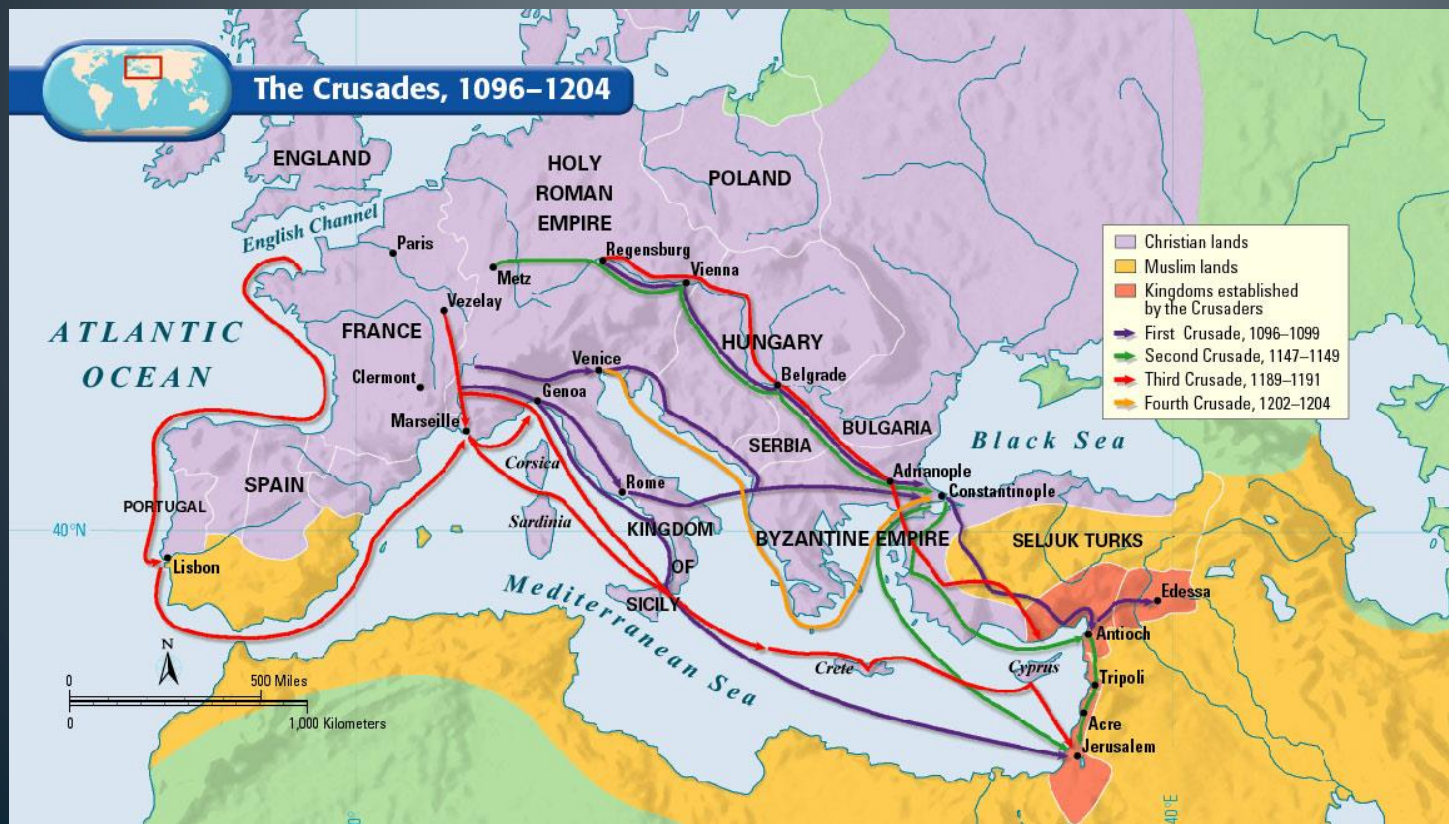 The Crusades, 1096–1204
ENGLAND
HOLY
ROMAN
EMPIRE
POLAND
English Channel
Paris
Regensburg
Metz
Vienna
Christian lands
Muslim lands
Kingdoms established
by the Crusaders
First Crusade, 1096–1099
Second Crusade, 1147–1149
Third Crusade, 1189–1191
Fourth Crusade, 1202–1204
Vezelay
ATLANTIC
OCEAN
FRANCE
HUNGARY
Venice
Clermont
Belgrade
Genoa
Marseille
BULGARIA
Black Sea
SERBIA
Corsica
Adrianople
SPAIN
Rome
Constantinople
PORTUGAL
Sardinia
40°N
KINGDOM
OF
SICILY
BYZANTINE EMPIRE
SELJUK TURKS
Lisbon
Mediterranean Sea
Edessa
Antioch
N
Crete
Cyprus
0 500 Miles
0 1,000 Kilometers
Tripoli
Acre
Jerusalem
0°
40°E